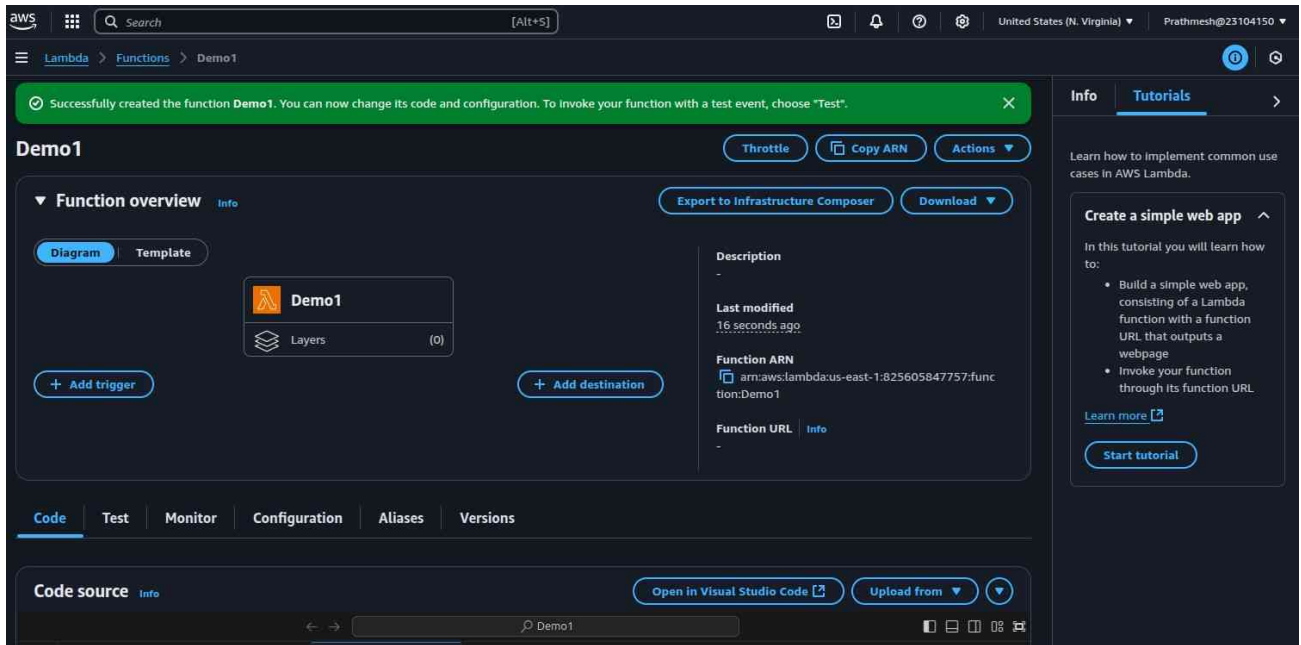 aws
Search [Alt+S]
United States (N. Virginia) ▼ Prathmesh@23104150 ▼
Lambda > Functions > Demo1
Successfully created the function Demo1. You can now change its code and configuration. To invoke your function with a test event, choose "Test".
Demo1
Throttle
Copy ARN
Actions ▼
▼ Function overview Info
Export to Infrastructure Composer
Download ▼
Diagram
Template
Demo1
Layers (0)
+ Add trigger
+ Add destination
Description
-
Last modified
16 seconds ago
Function ARN
arn:aws:lambda:us-east-1:825605847757:func
tion:Demo1
Function URL Info
-
Code
Test
Monitor
Configuration
Aliases
Versions
Code source Info
Open in Visual Studio Code
Upload from ▼
Demo1
Info
Tutorials
Learn how to implement common use
cases in AWS Lambda.
Create a simple web app
In this tutorial you will learn how
to:
• Build a simple web app,
consisting of a Lambda
function with a function
URL that outputs a
webpage
• Invoke your function
through its function URL
Learn more
Start tutorial